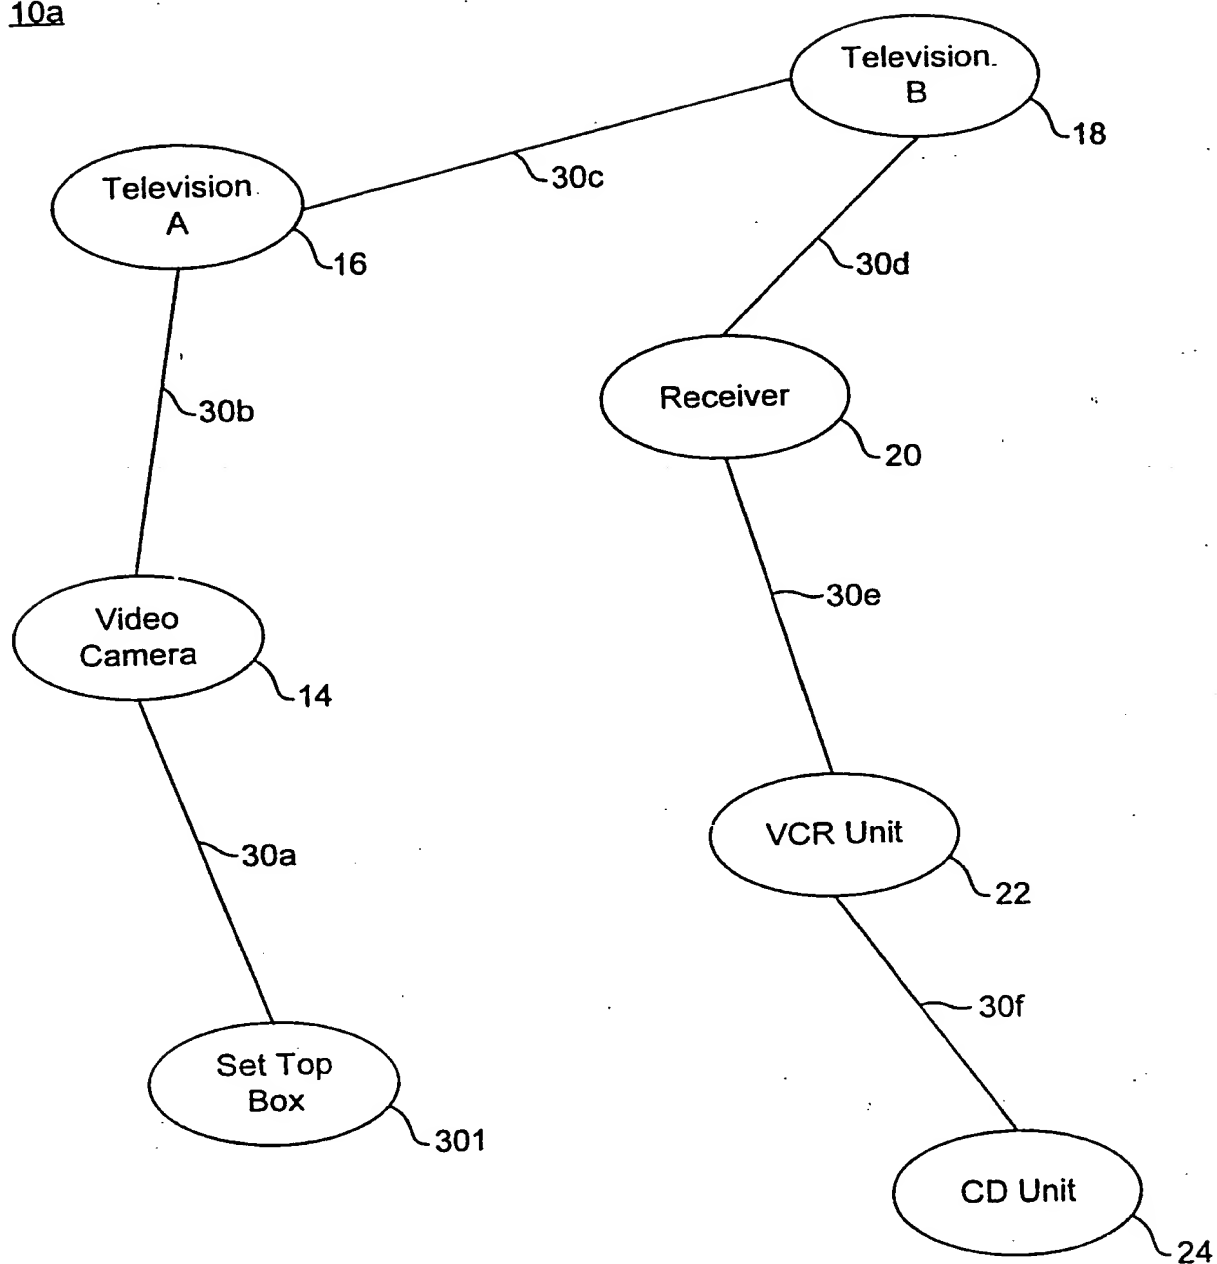 10a
Television
B
18
30c
Television
A
16
30d
30b
Receiver
20
30e
Video
Camera
14
VCR Unit
22
30a
30f
Set Top
Box
301
CD Unit
24